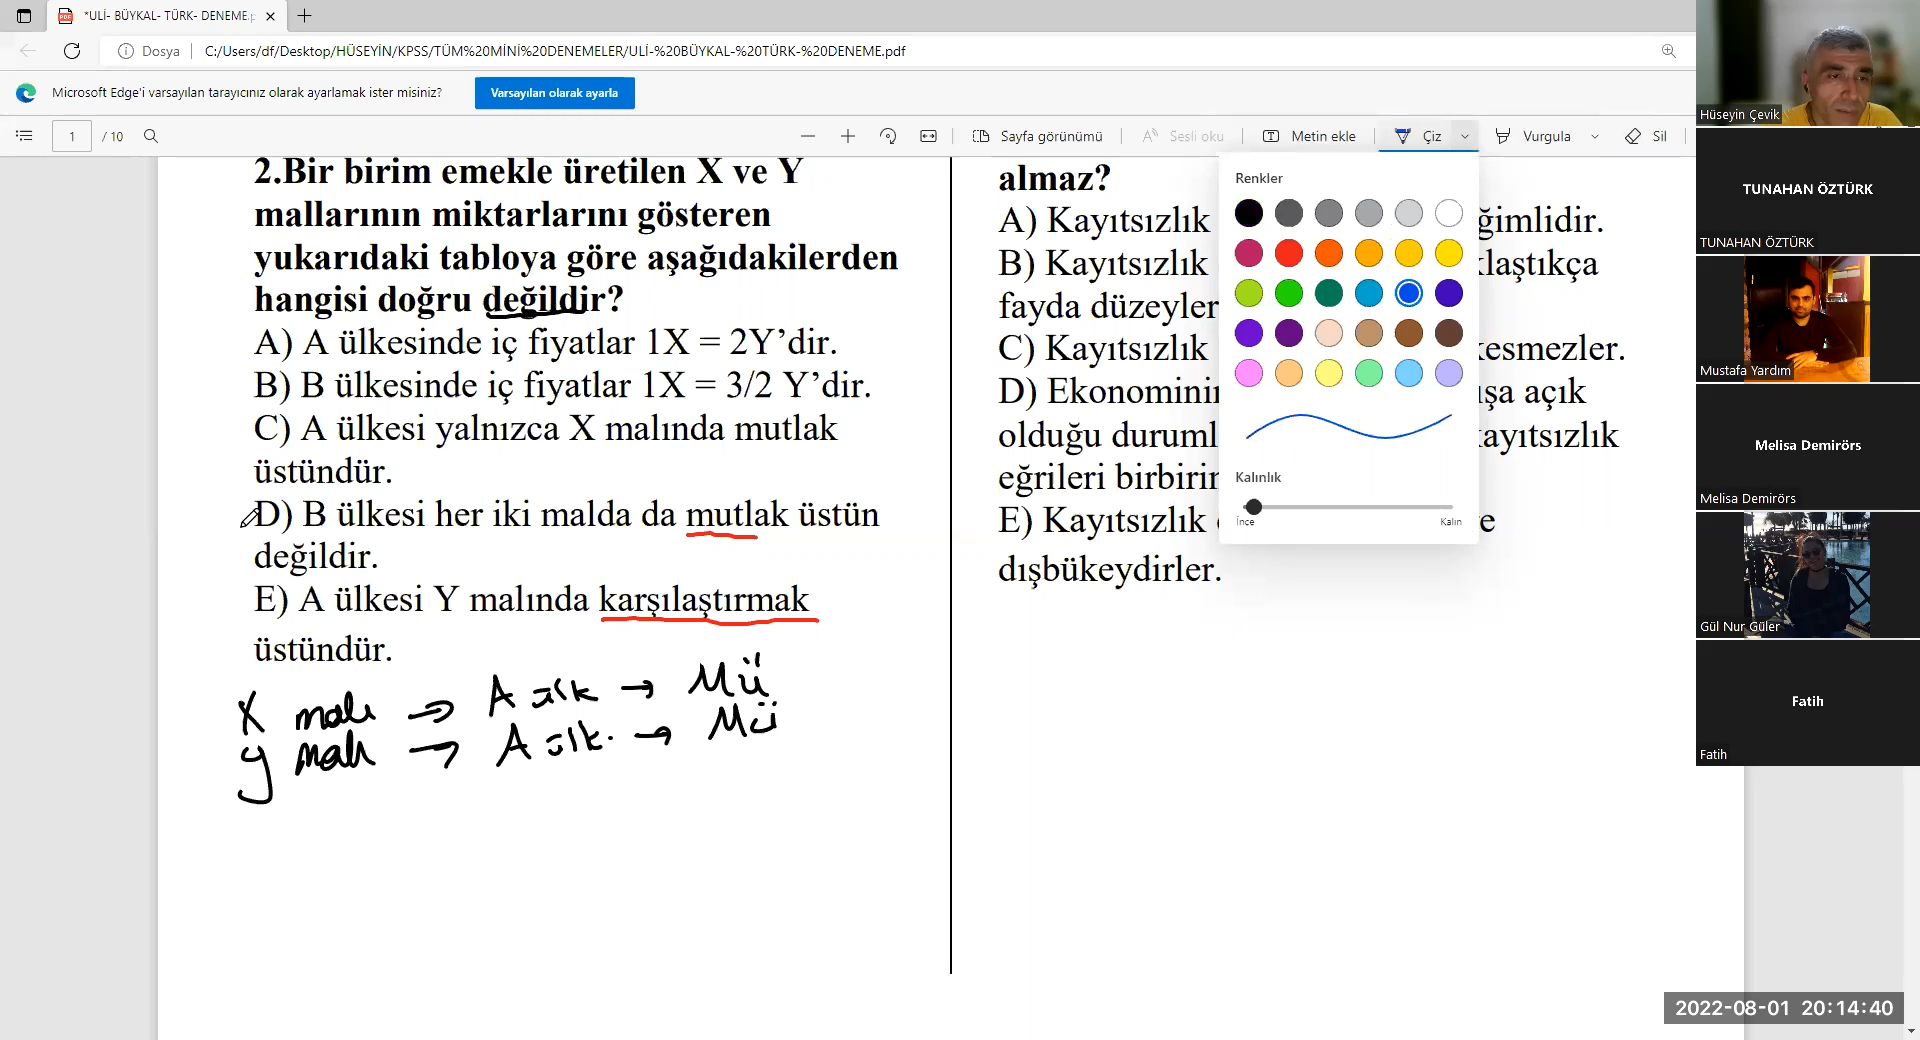 *ULİ- BÜYKAL- TÜRK- DENEME.p
Dosya
C:/Users/df/Desktop/HÜSEYİN/KPSS/TÜM%20MİNİ%20DENEMELER/ULİ-%20BÜYKAL-%20TÜRK-%20DENEME.pdf
Microsoft Edge'i varsayılan tarayıcınız olarak ayarlamak ister misiniz?
Varsayılan olarak ayarla
1 / 10
Sayfa görünümü
Sesli oku
Metin ekle
Çiz
Vurgula
Sil
2.Bir birim emekle üretilen X ve Y
mallarının miktarlarını gösteren
yukarıdaki tabloya göre aşağıdakilerden
hangisi doğru değildir?
A) A ülkesinde iç fiyatlar 1X = 2Y’dir.
B) B ülkesinde iç fiyatlar 1X = 3/2 Y’dir.
C) A ülkesi yalnızca X malında mutlak
üstündür.
D) B ülkesi her iki malda da mutlak üstün
değildir.
E) A ülkesi Y malında karşılaştırmak
üstündür.
X malı → A ülk → MÜ
y malı → A ülk. → MÜ
almaz?
A) Kayıtsızlık ğimlidir.
B) Kayıtsızlık klaştıkça
fayda düzeyler
C) Kayıtsızlık kesmezler.
D) Ekonominin ışa açık
olduğu duruml kayıtsızlık
eğrileri birbirin
E) Kayıtsızlık e
dışbükeydirler.
Renkler
Kalınlık
İnce
Kalın
Hüseyin Çevik
TUNAHAN ÖZTÜRK
TUNAHAN ÖZTÜRK
Mustafa Yardım
Melisa Demirörs
Melisa Demirörs
Gül Nur Güler
Fatih
Fatih
2022-08-01 20:14:40